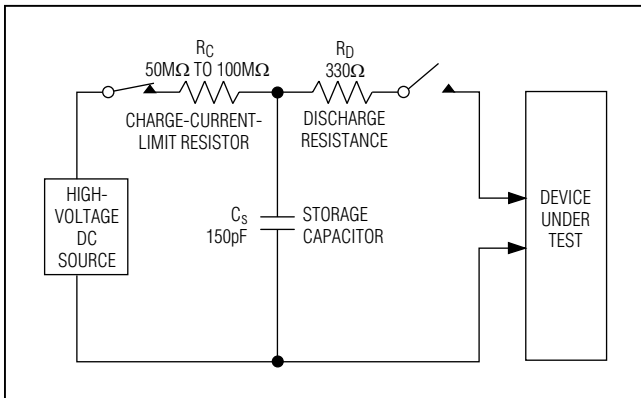 R_C
50MΩ TO 100MΩ
CHARGE-CURRENT-
LIMIT RESISTOR
R_D
330Ω
DISCHARGE
RESISTANCE
HIGH-
VOLTAGE
DC
SOURCE
C_S
150pF
STORAGE
CAPACITOR
DEVICE
UNDER
TEST